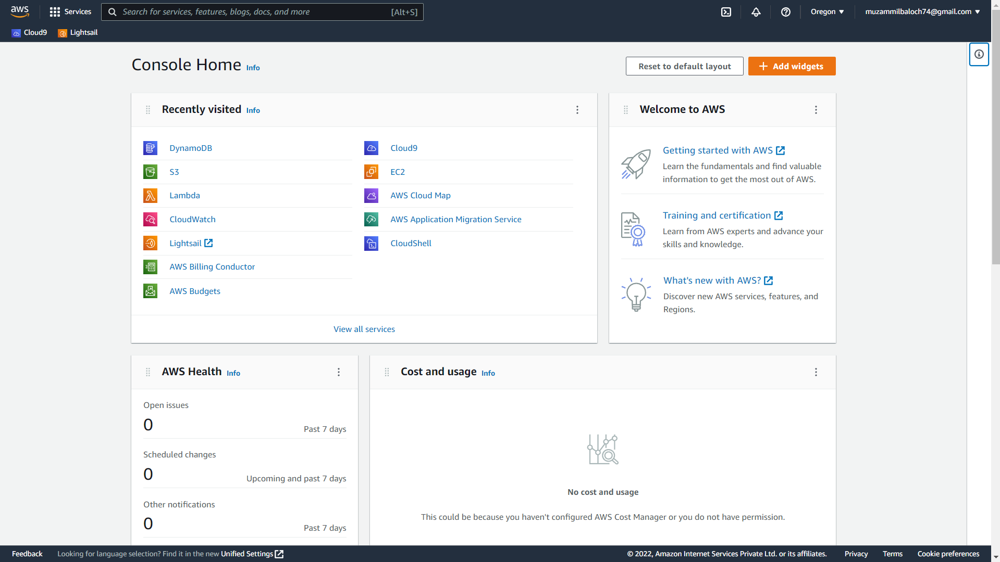 aws
Services
Search for services, features, blogs, docs, and more
[Alt+S]
Oregon
muzammilbaloch74@gmail.com
Cloud9
Lightsail
Console Home
Info
Reset to default layout
Add widgets
Recently visited
Info
DynamoDB
S3
Lambda
CloudWatch
Lightsail
AWS Billing Conductor
AWS Budgets
Cloud9
EC2
AWS Cloud Map
AWS Application Migration Service
CloudShell
View all services
Welcome to AWS
Getting started with AWS
Learn the fundamentals and find valuable
information to get the most out of AWS.
Training and certification
Learn from AWS experts and advance your
skills and knowledge.
What's new with AWS?
Discover new AWS services, features, and
Regions.
AWS Health
Info
Open issues
0
Past 7 days
Scheduled changes
0
Upcoming and past 7 days
Other notifications
0
Past 7 days
Cost and usage
Info
No cost and usage
This could be because you haven't configured AWS Cost Manager or you do not have permission.
Feedback
Looking for language selection? Find it in the new Unified Settings
© 2022, Amazon Internet Services Private Ltd. or its affiliates.
Privacy
Terms
Cookie preferences